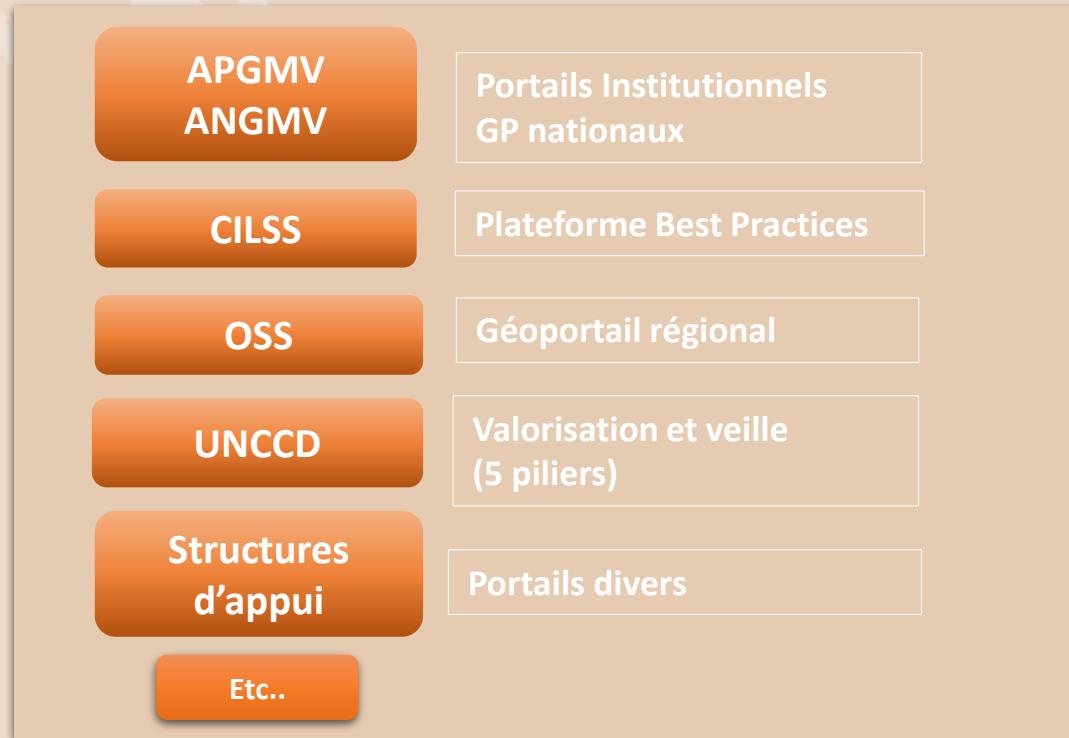 APGMV
ANGMV
Portails Institutionnels
GP nationaux
CILSS
Plateforme Best Practices
OSS
Géoportail régional
UNCCD
Valorisation et veille
(5 piliers)
Structures
d’appui
Portails divers
Etc..